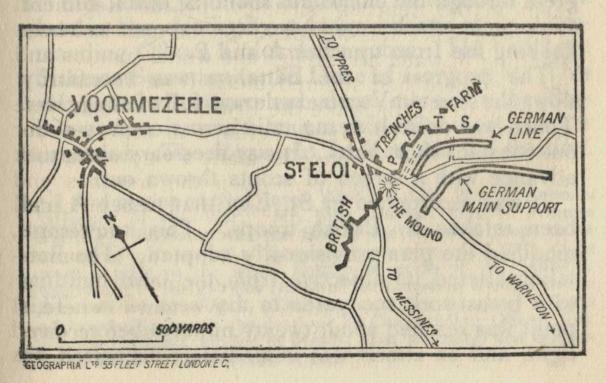 TO YPRES
VOORMEZEELE
TRENCHES
FARM
P A T S
GERMAN
LINE
ST ELOI
GERMAN
MAIN SUPPORT
BRITISH
THE MOUND
N
TO MESSINES
TO WARNETON
0 500 YARDS
"GEOGRAPHIA" LTD 55 FLEET STREET LONDON E.C.